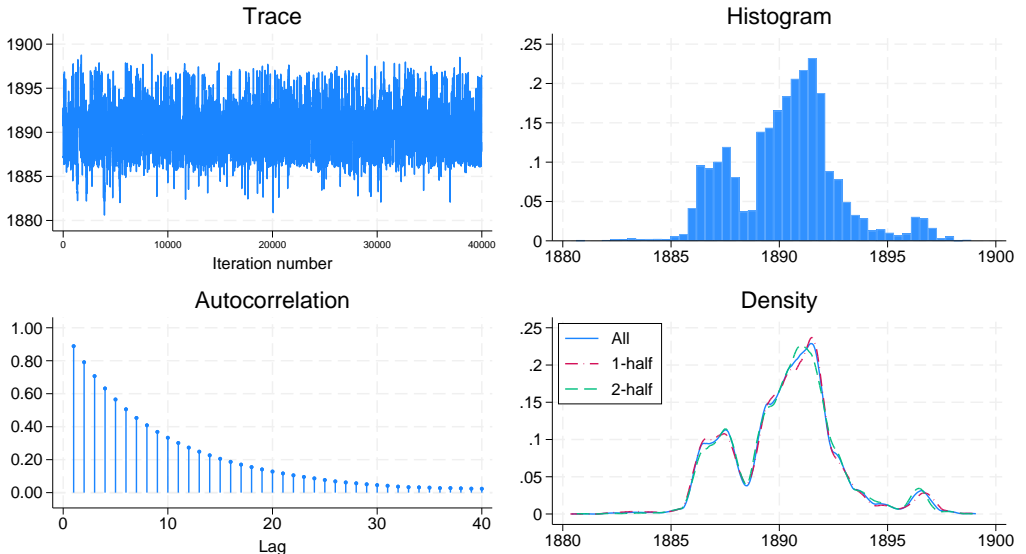 Trace
1900
1895
1890
1885
1880
0 10000 20000 30000 40000
Iteration number
Histogram
.25
.2
.15
.1
.05
0
1880 1885 1890 1895 1900
Autocorrelation
1.00
0.80
0.60
0.40
0.20
0.00
0 10 20 30 40
Lag
Density
.25
.2
.15
.1
.05
0
All
1-half
2-half
1880 1885 1890 1895 1900